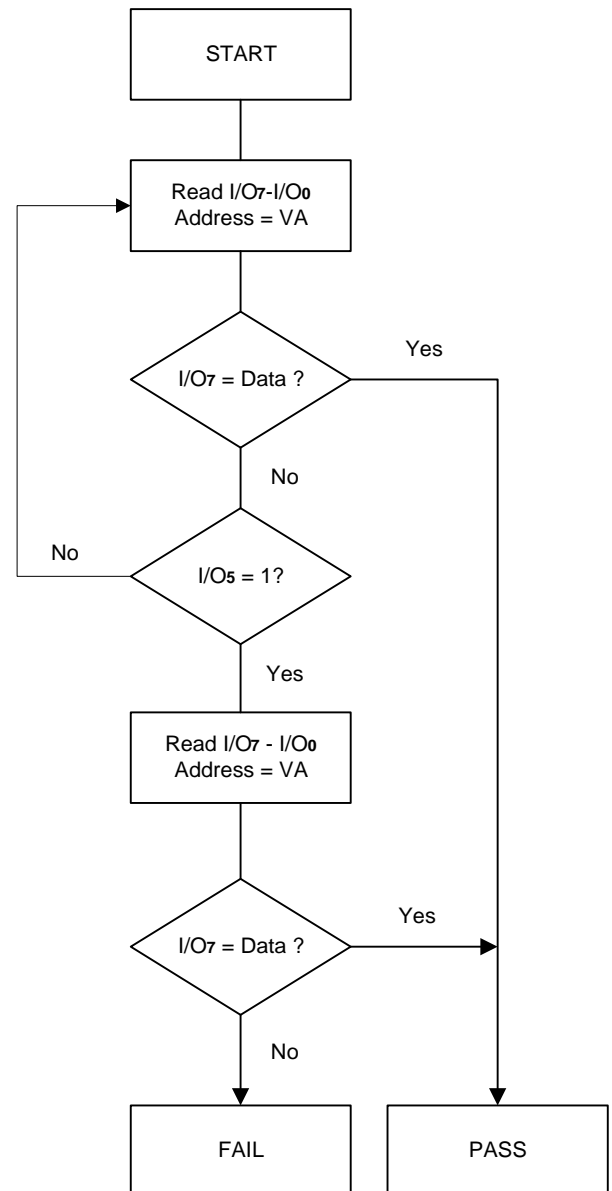 START
Read I/O7-I/O0
Address = VA
I/O7 = Data ?
Yes
No
I/O5 = 1?
No
Yes
Read I/O7 - I/O0
Address = VA
I/O7 = Data ?
Yes
No
FAIL
PASS